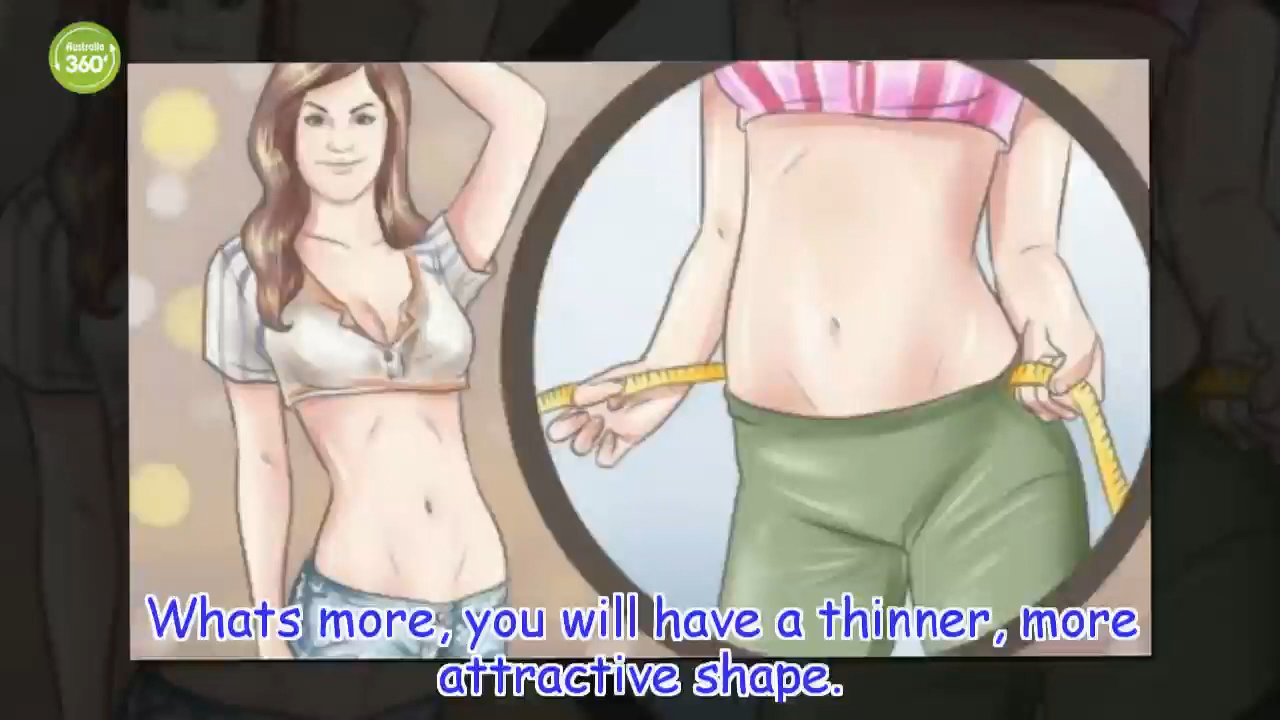 Australia
360°
Whats more, you will have a thinner, more
attractive shape.